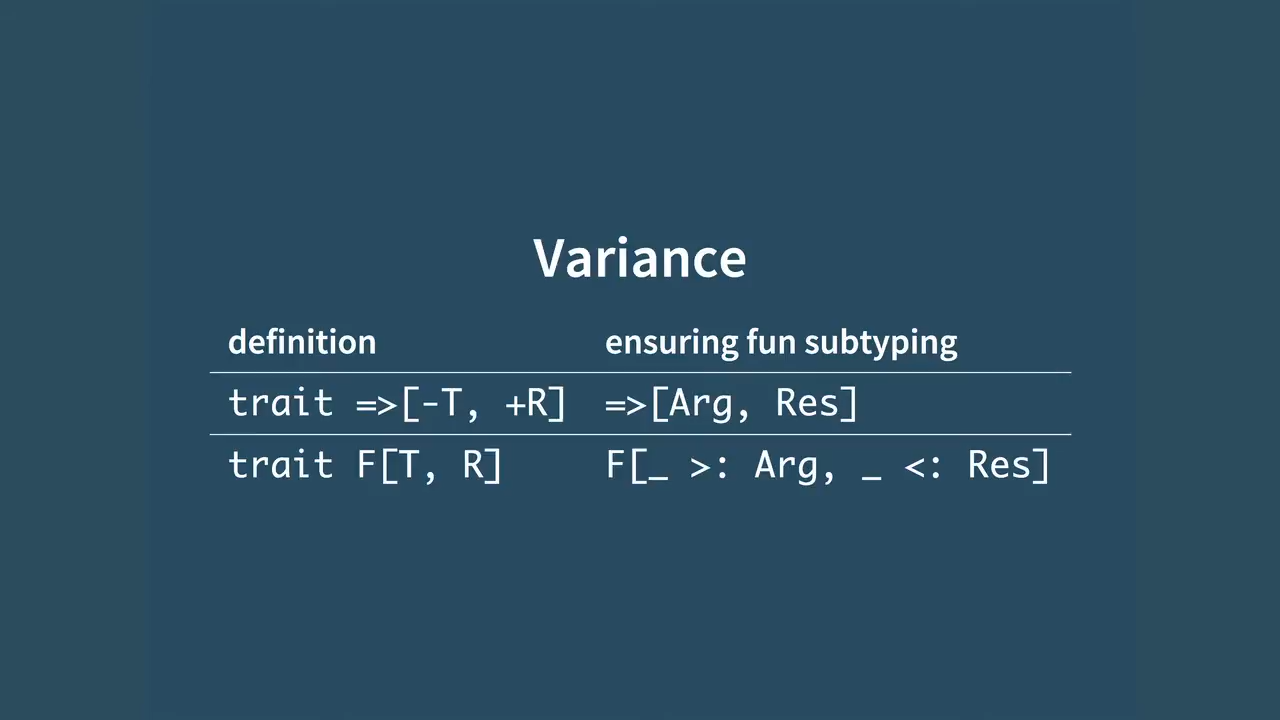 Variance
definition ensuring fun subtyping
trait =>[-T, +R] =>[Arg, Res]
trait F[T, R] F[_ >: Arg, _ <: Res]